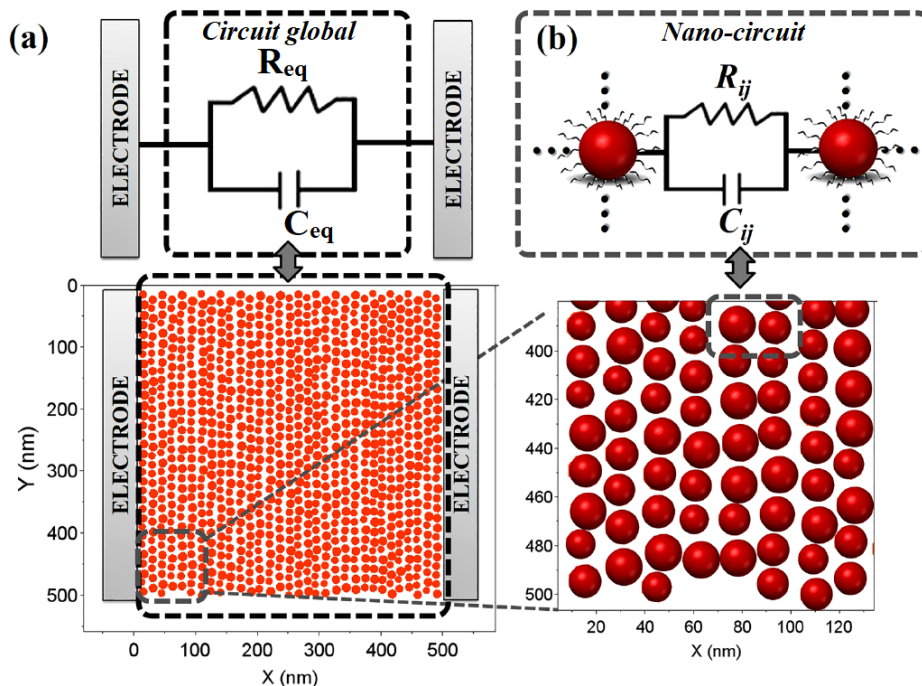 (a)
Circuit global
R_eq
C_eq
ELECTRODE
ELECTRODE
(b)
Nano-circuit
R_ij
C_ij
0
100
200
300
400
500
Y (nm)
ELECTRODE
ELECTRODE
0 100 200 300 400 500
X (nm)
400
420
440
460
480
500
20 40 60 80 100 120
X (nm)